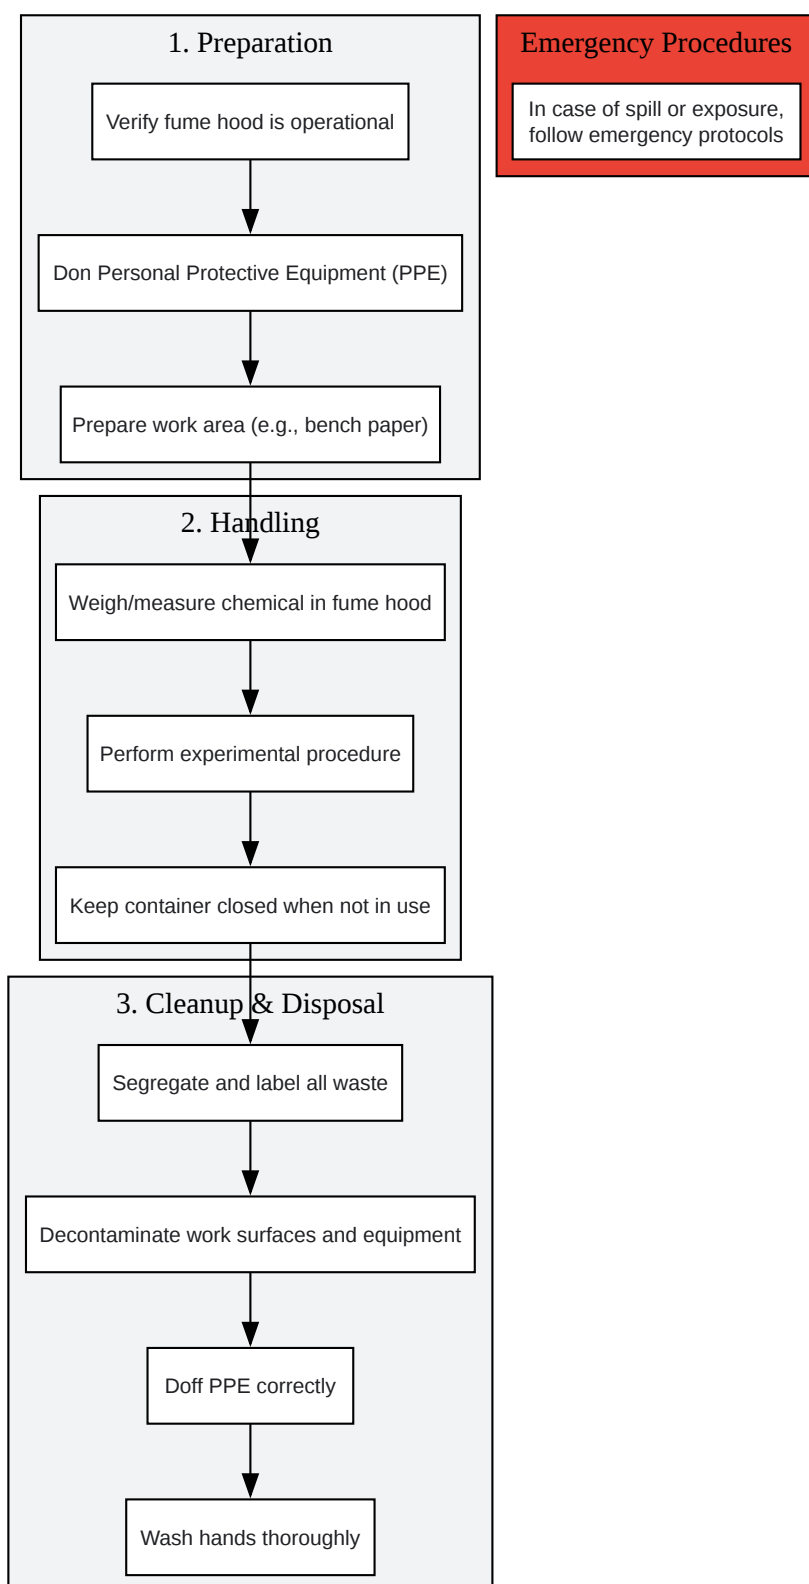 1. Preparation
Verify fume hood is operational
Don Personal Protective Equipment (PPE)
Prepare work area (e.g., bench paper)
2. Handling
Weigh/measure chemical in fume hood
Perform experimental procedure
Keep container closed when not in use
3. Cleanup & Disposal
Segregate and label all waste
Decontaminate work surfaces and equipment
Doff PPE correctly
Wash hands thoroughly
Emergency Procedures
In case of spill or exposure,
follow emergency protocols